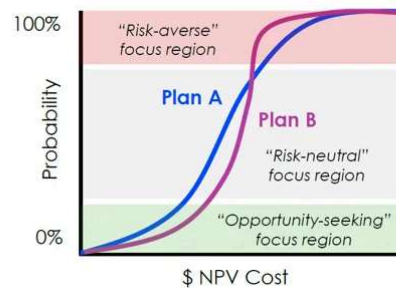 100%
“Risk-averse”
focus region
Plan A
Plan B
Probability
“Risk-neutral”
focus region
“Opportunity-seeking”
focus region
0%
$ NPV Cost